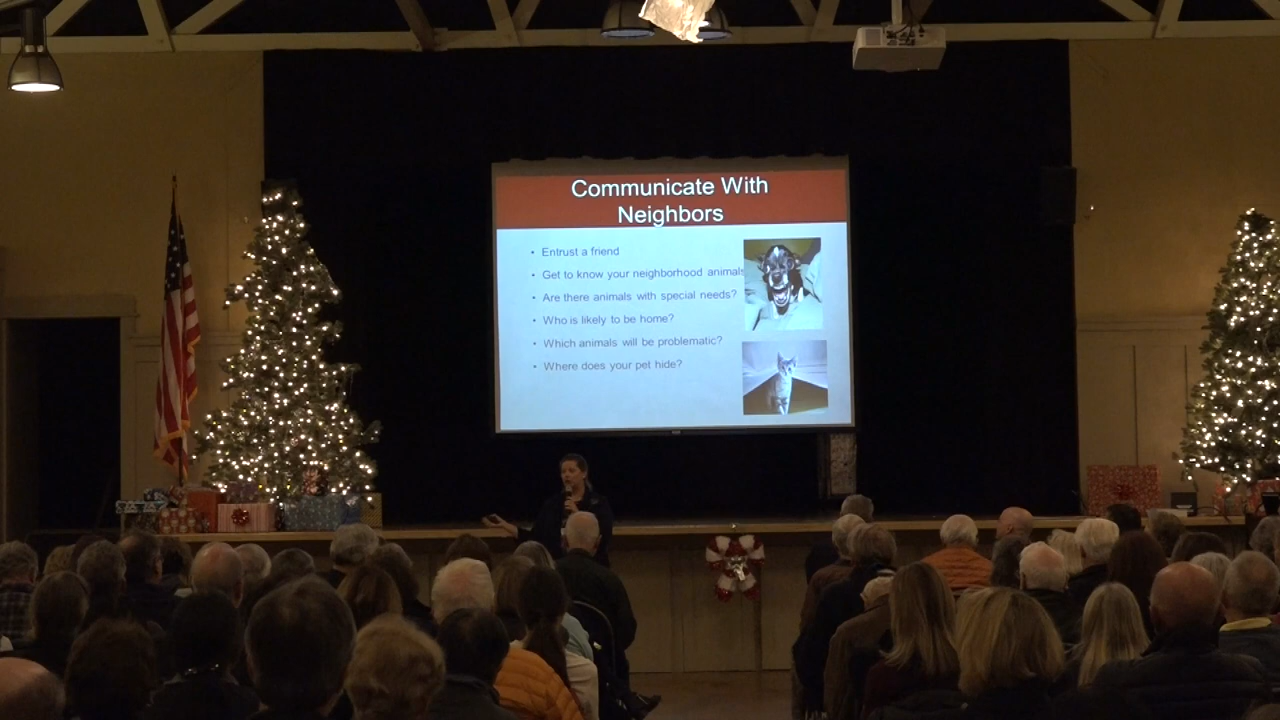 Communicate With
Neighbors
• Entrust a friend
• Get to know your neighborhood animals
• Are there animals with special needs?
• Who is likely to be home?
• Which animals will be problematic?
• Where does your pet hide?